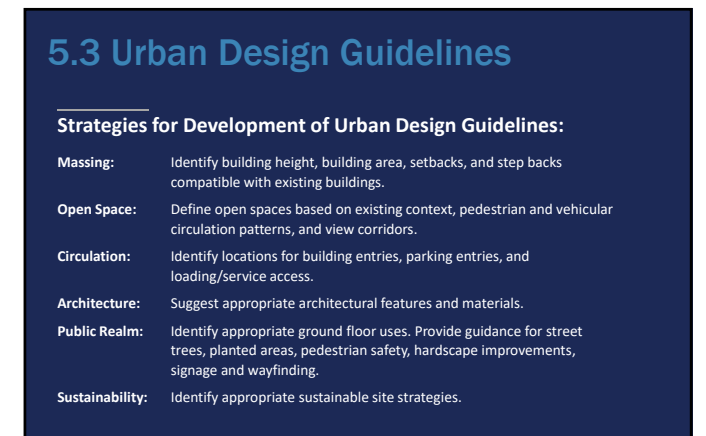 5.3 Urban Design Guidelines
Strategies for Development of Urban Design Guidelines:
Massing: Identify building height, building area, setbacks, and step backs
compatible with existing buildings.
Open Space: Define open spaces based on existing context, pedestrian and vehicular
circulation patterns, and view corridors.
Circulation: Identify locations for building entries, parking entries, and
loading/service access.
Architecture: Suggest appropriate architectural features and materials.
Public Realm: Identify appropriate ground floor uses. Provide guidance for street
trees, planted areas, pedestrian safety, hardscape improvements,
signage and wayfinding.
Sustainability: Identify appropriate sustainable site strategies.